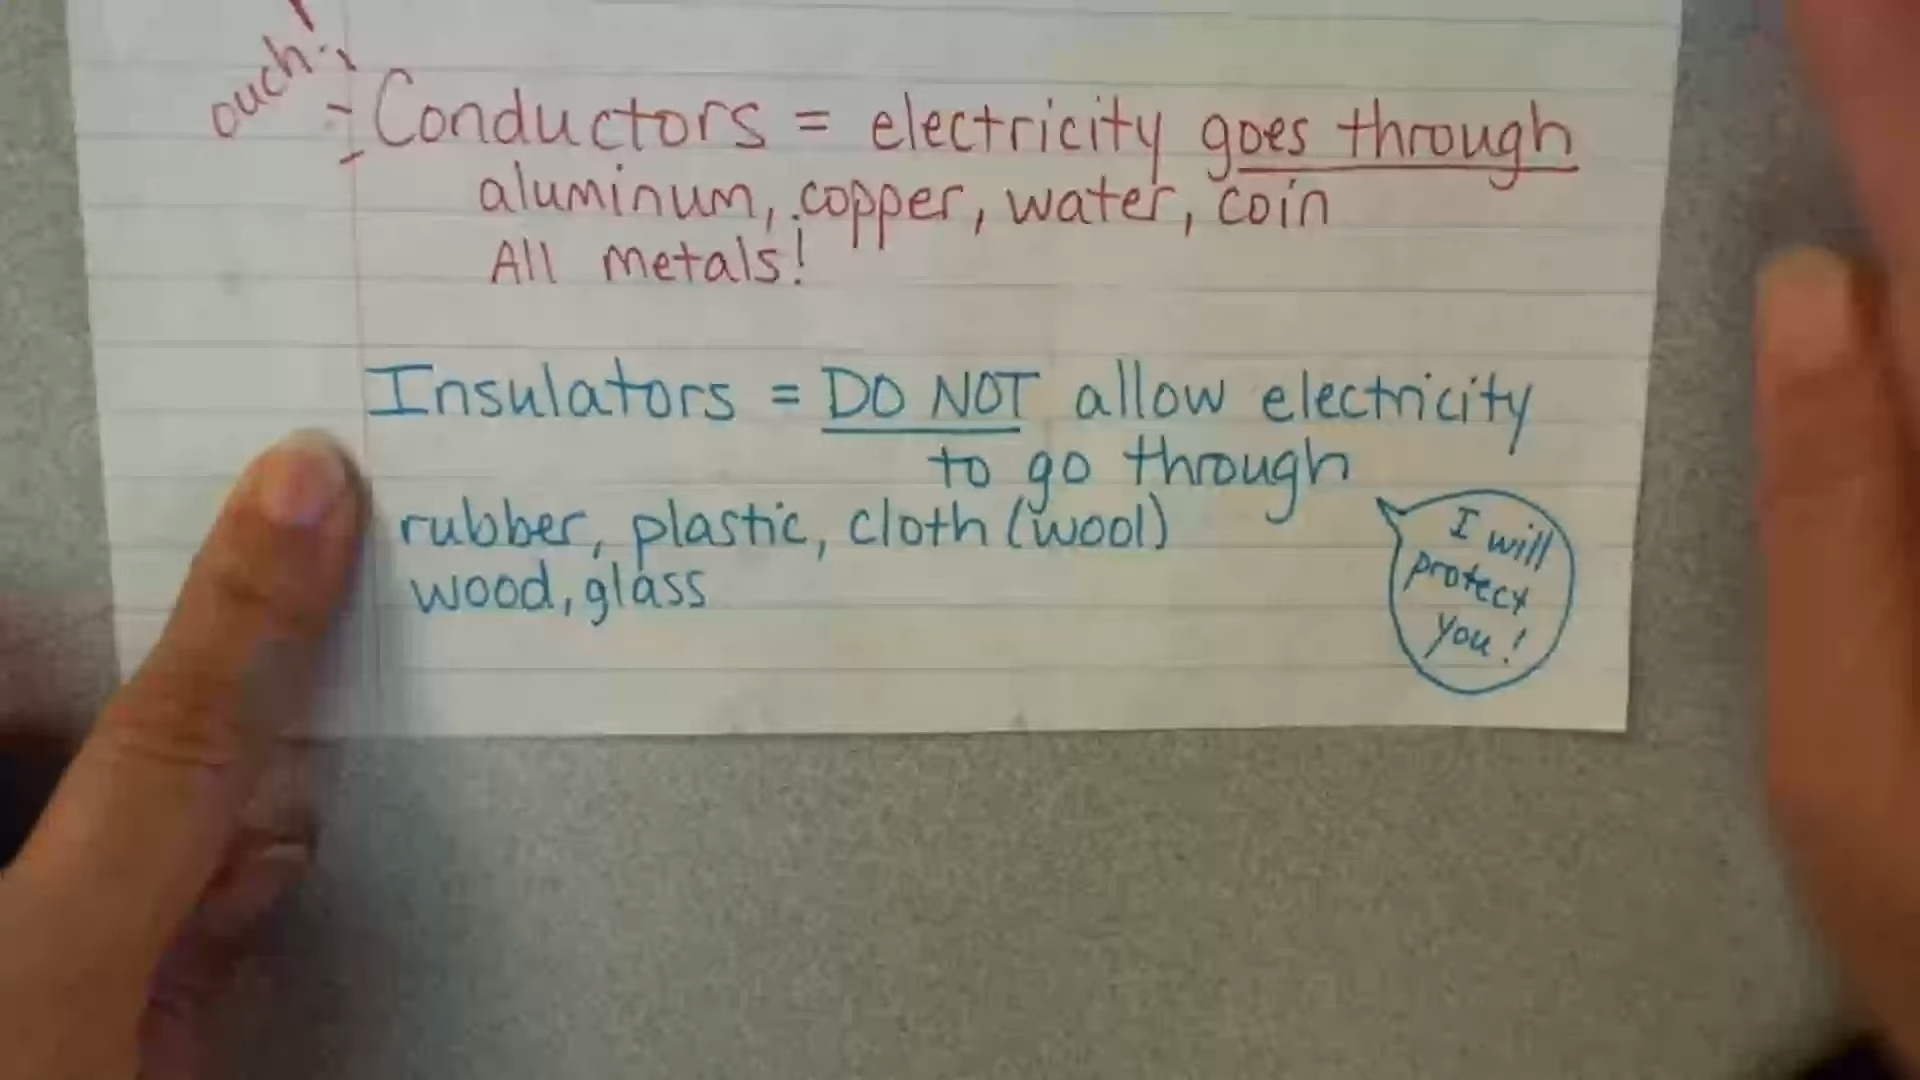 ouch!
Conductors = electricity goes through
aluminum, copper, water, coin
All metals!
Insulators = DO NOT allow electricity
to go through
rubber, plastic, cloth (wool)
wood, glass
I will
protect
you!